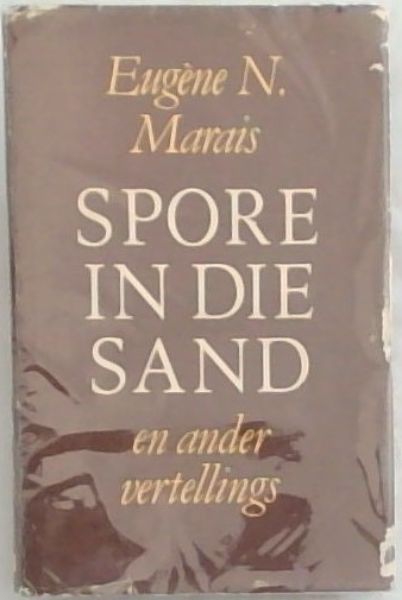 Eugène N.
Marais
SPORE
IN DIE
SAND
en ander
vertellings